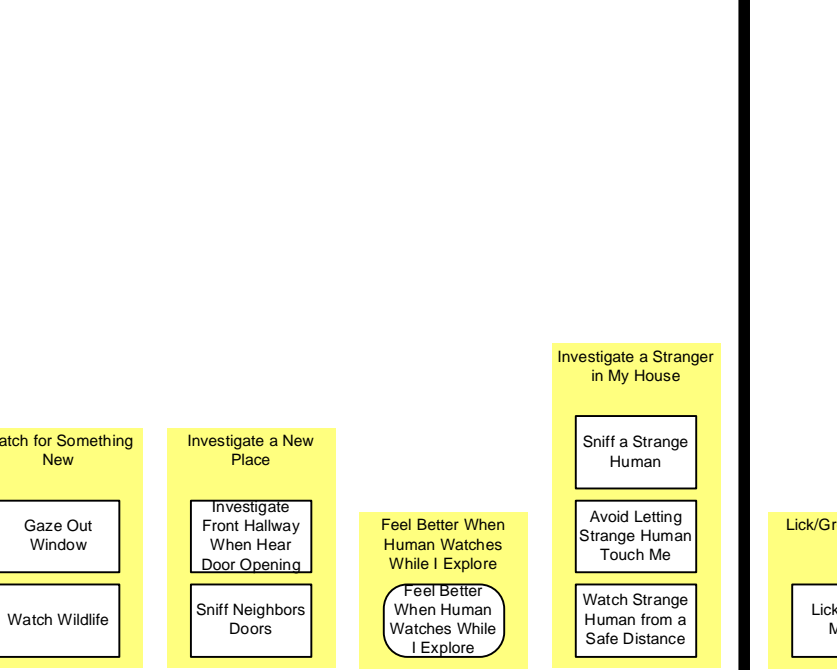 Investigate a Stranger
in My House
Sniff a Strange
Human
Avoid Letting
Strange Human
Touch Me
Watch Strange
Human from a
Safe Distance
atch for Something
New
Gaze Out
Window
Watch Wildlife
Investigate a New
Place
Investigate
Front Hallway
When Hear
Door Opening
Sniff Neighbors
Doors
Feel Better When
Human Watches
While I Explore
Feel Better
When Human
Watches While
I Explore
Lick/Gr
Lick
M